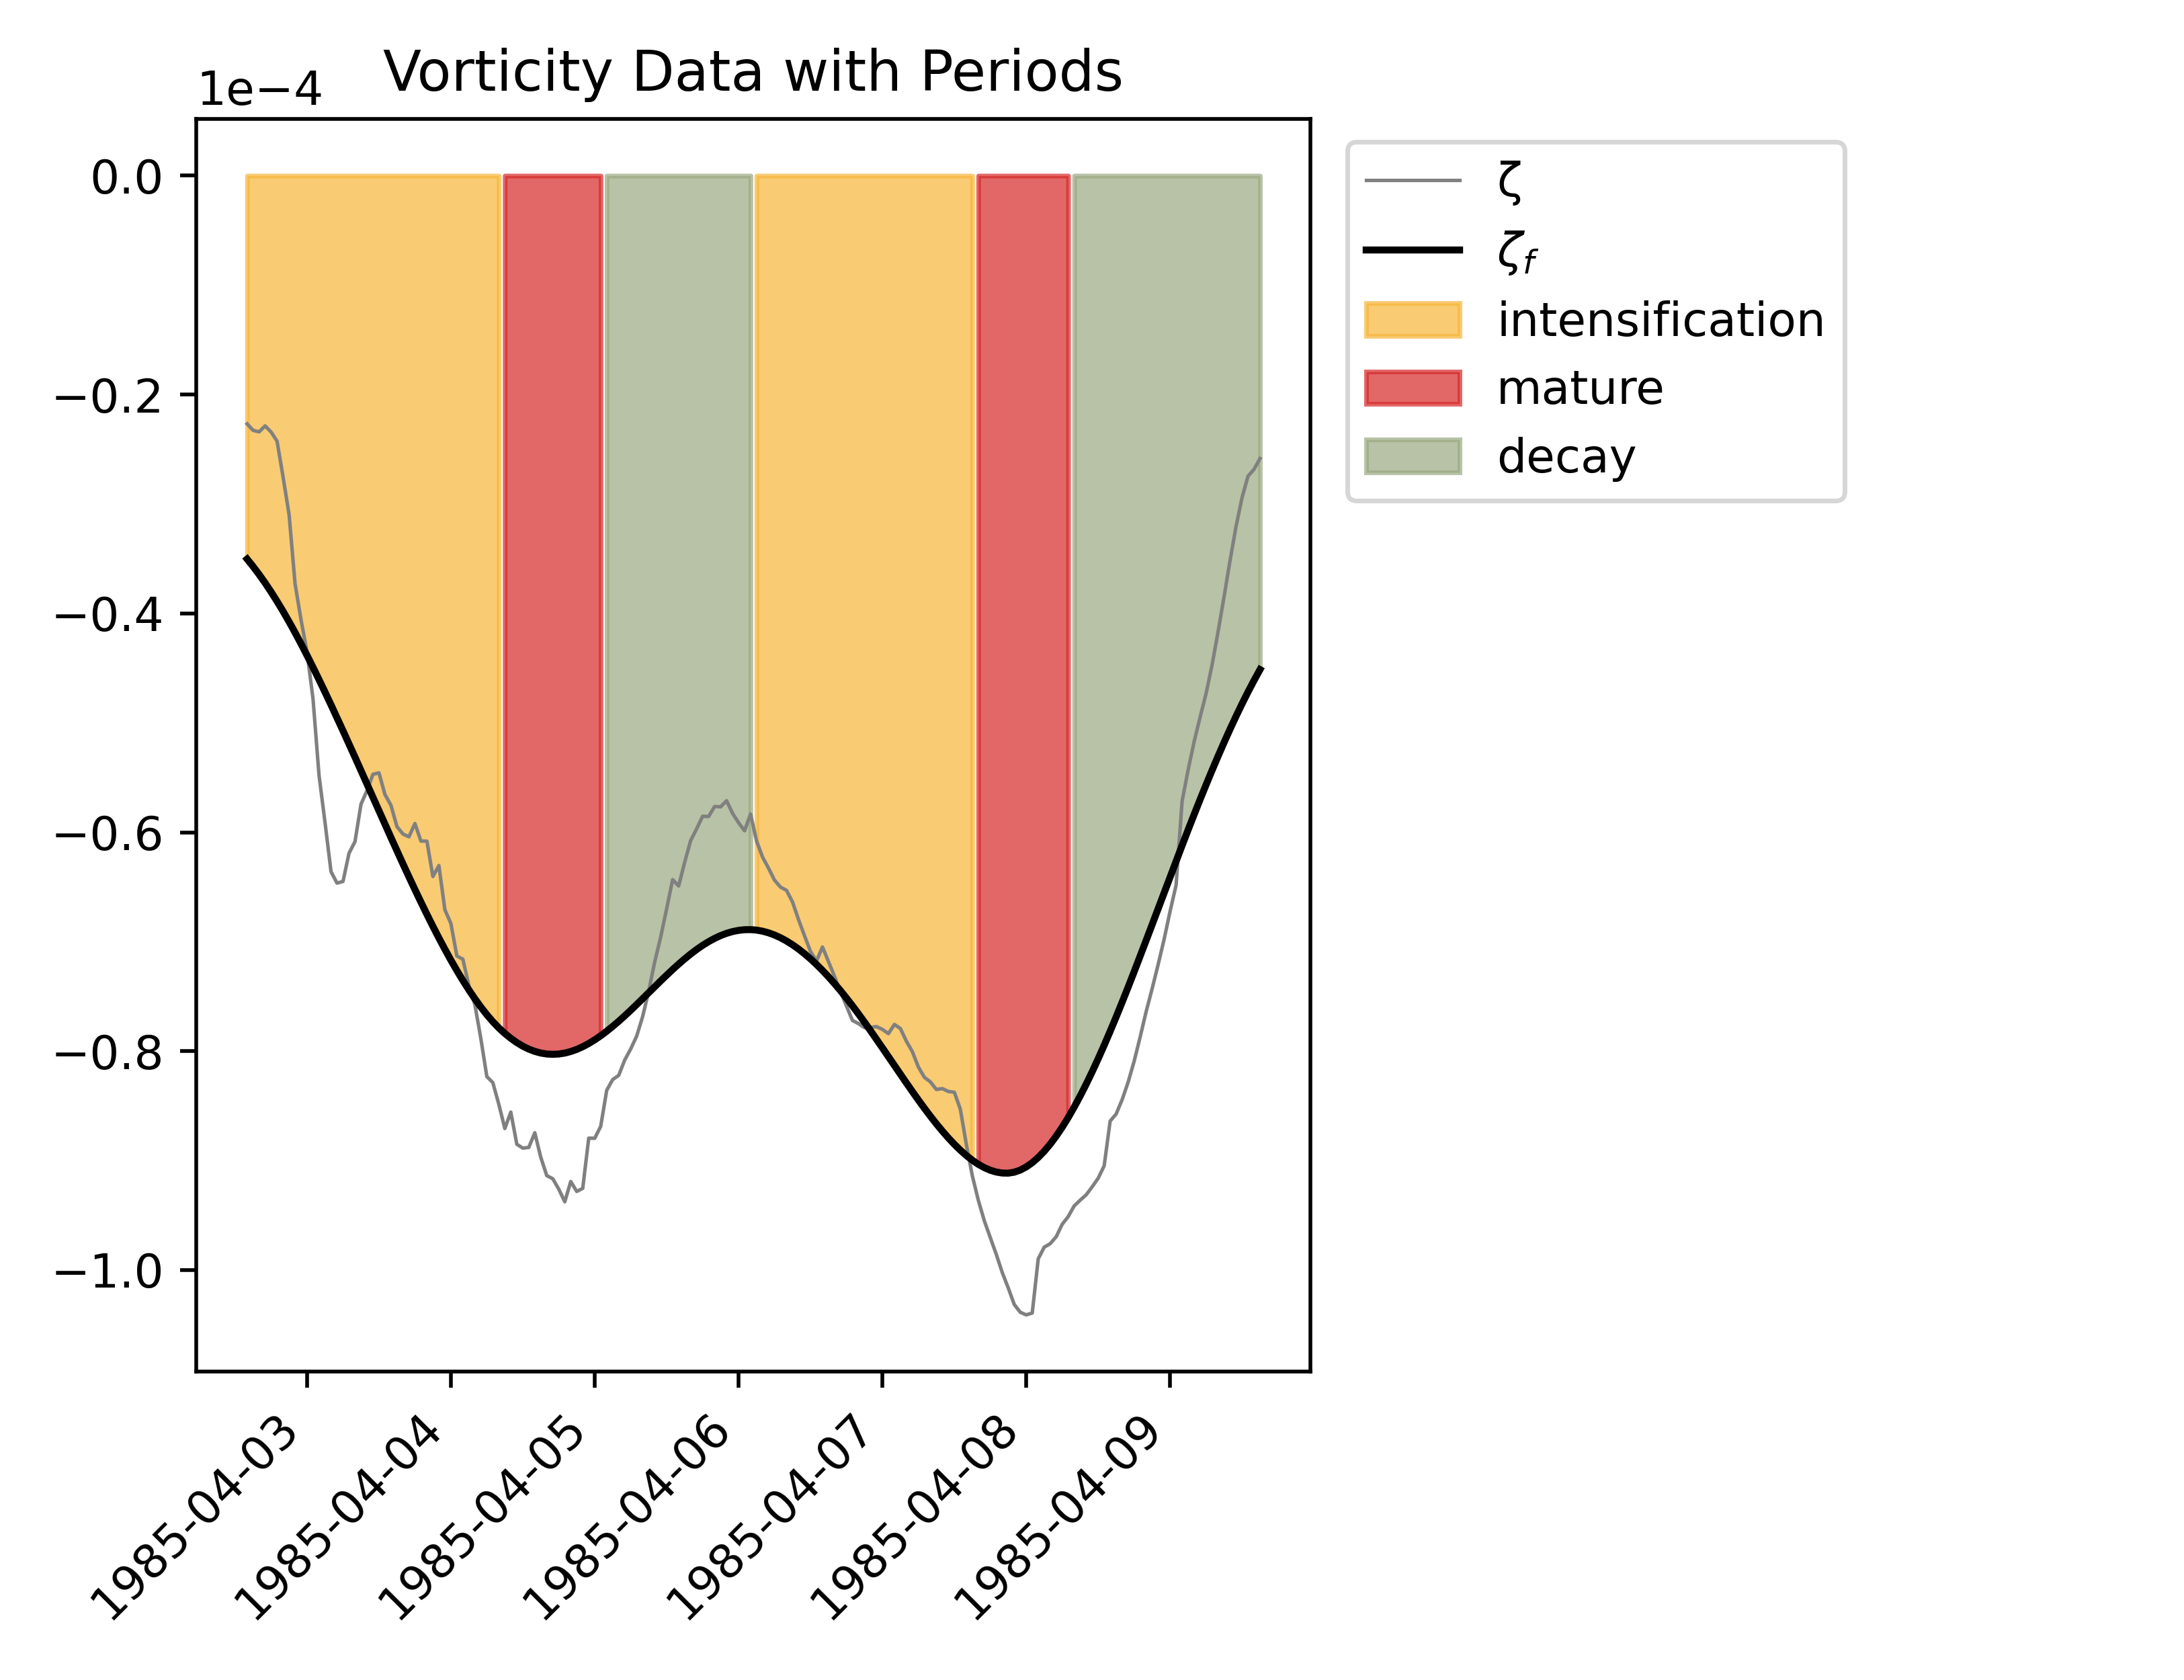 Vorticity Data with Periods
1e−4
0.0
−0.2
−0.4
−0.6
−0.8
−1.0
1985-04-03
1985-04-04
1985-04-05
1985-04-06
1985-04-07
1985-04-08
1985-04-09
ζ
ζf
intensification
mature
decay